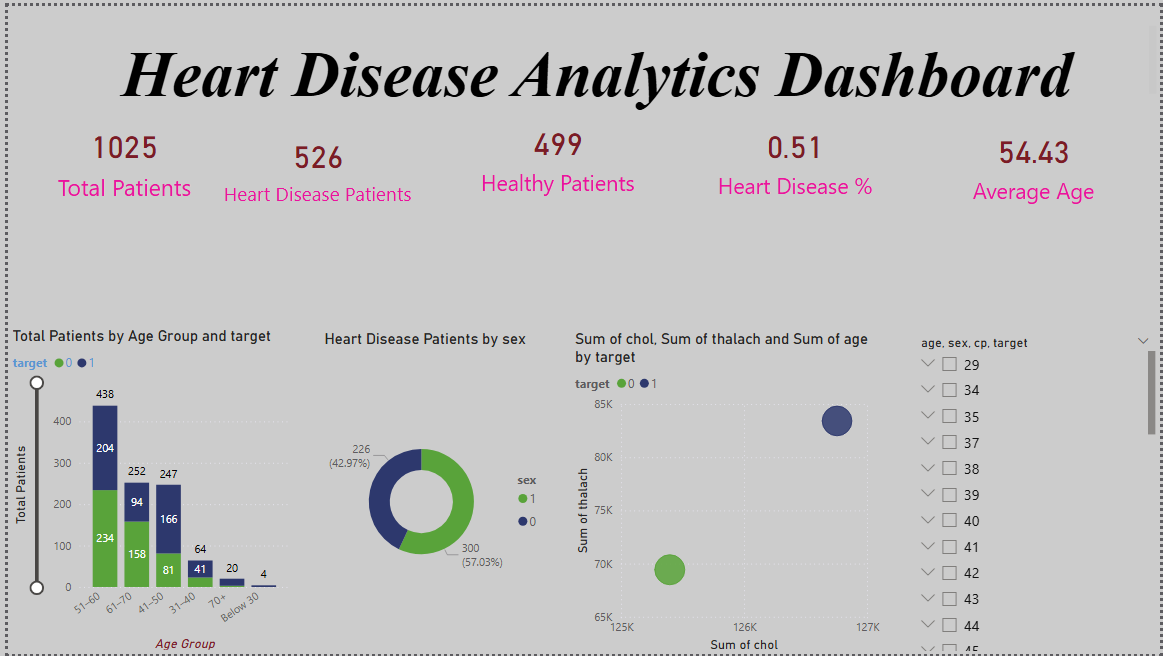 Heart Disease Analytics Dashboard
1025
Total Patients
526
Heart Disease Patients
499
Healthy Patients
0.51
Heart Disease %
54.43
Average Age
Total Patients by Age Group and target
target 0 1
Total Patients
400
300
200
100
0
438
204
234
252
94
158
247
166
81
64
41
20
4
51–60
61–70
41–50
31–40
70+
Below 30
Age Group
Heart Disease Patients by sex
226
(42.97%)
300
(57.03%)
sex
1
0
Sum of chol, Sum of thalach and Sum of age
by target
target 0 1
Sum of thalach
85K
80K
75K
70K
65K
125K
126K
127K
Sum of chol
age, sex, cp, target
29
34
35
37
38
39
40
41
42
43
44
45